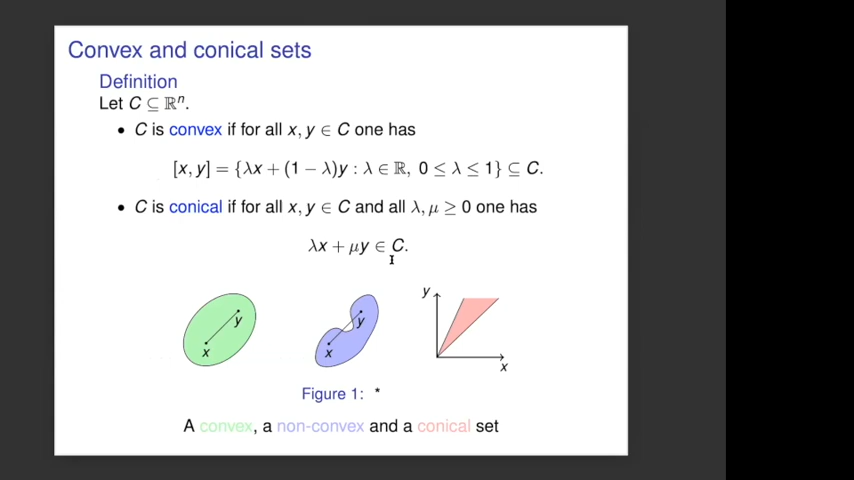 Convex and conical sets
Definition
Let C ⊆ ℝⁿ.
• C is convex if for all x, y ∈ C one has
[x, y] = {λx + (1 − λ)y : λ ∈ ℝ, 0 ≤ λ ≤ 1} ⊆ C.
• C is conical if for all x, y ∈ C and all λ, μ ≥ 0 one has
λx + μy ∈ C.
y
x
y
x
y
x
Figure 1: *
A convex, a non-convex and a conical set